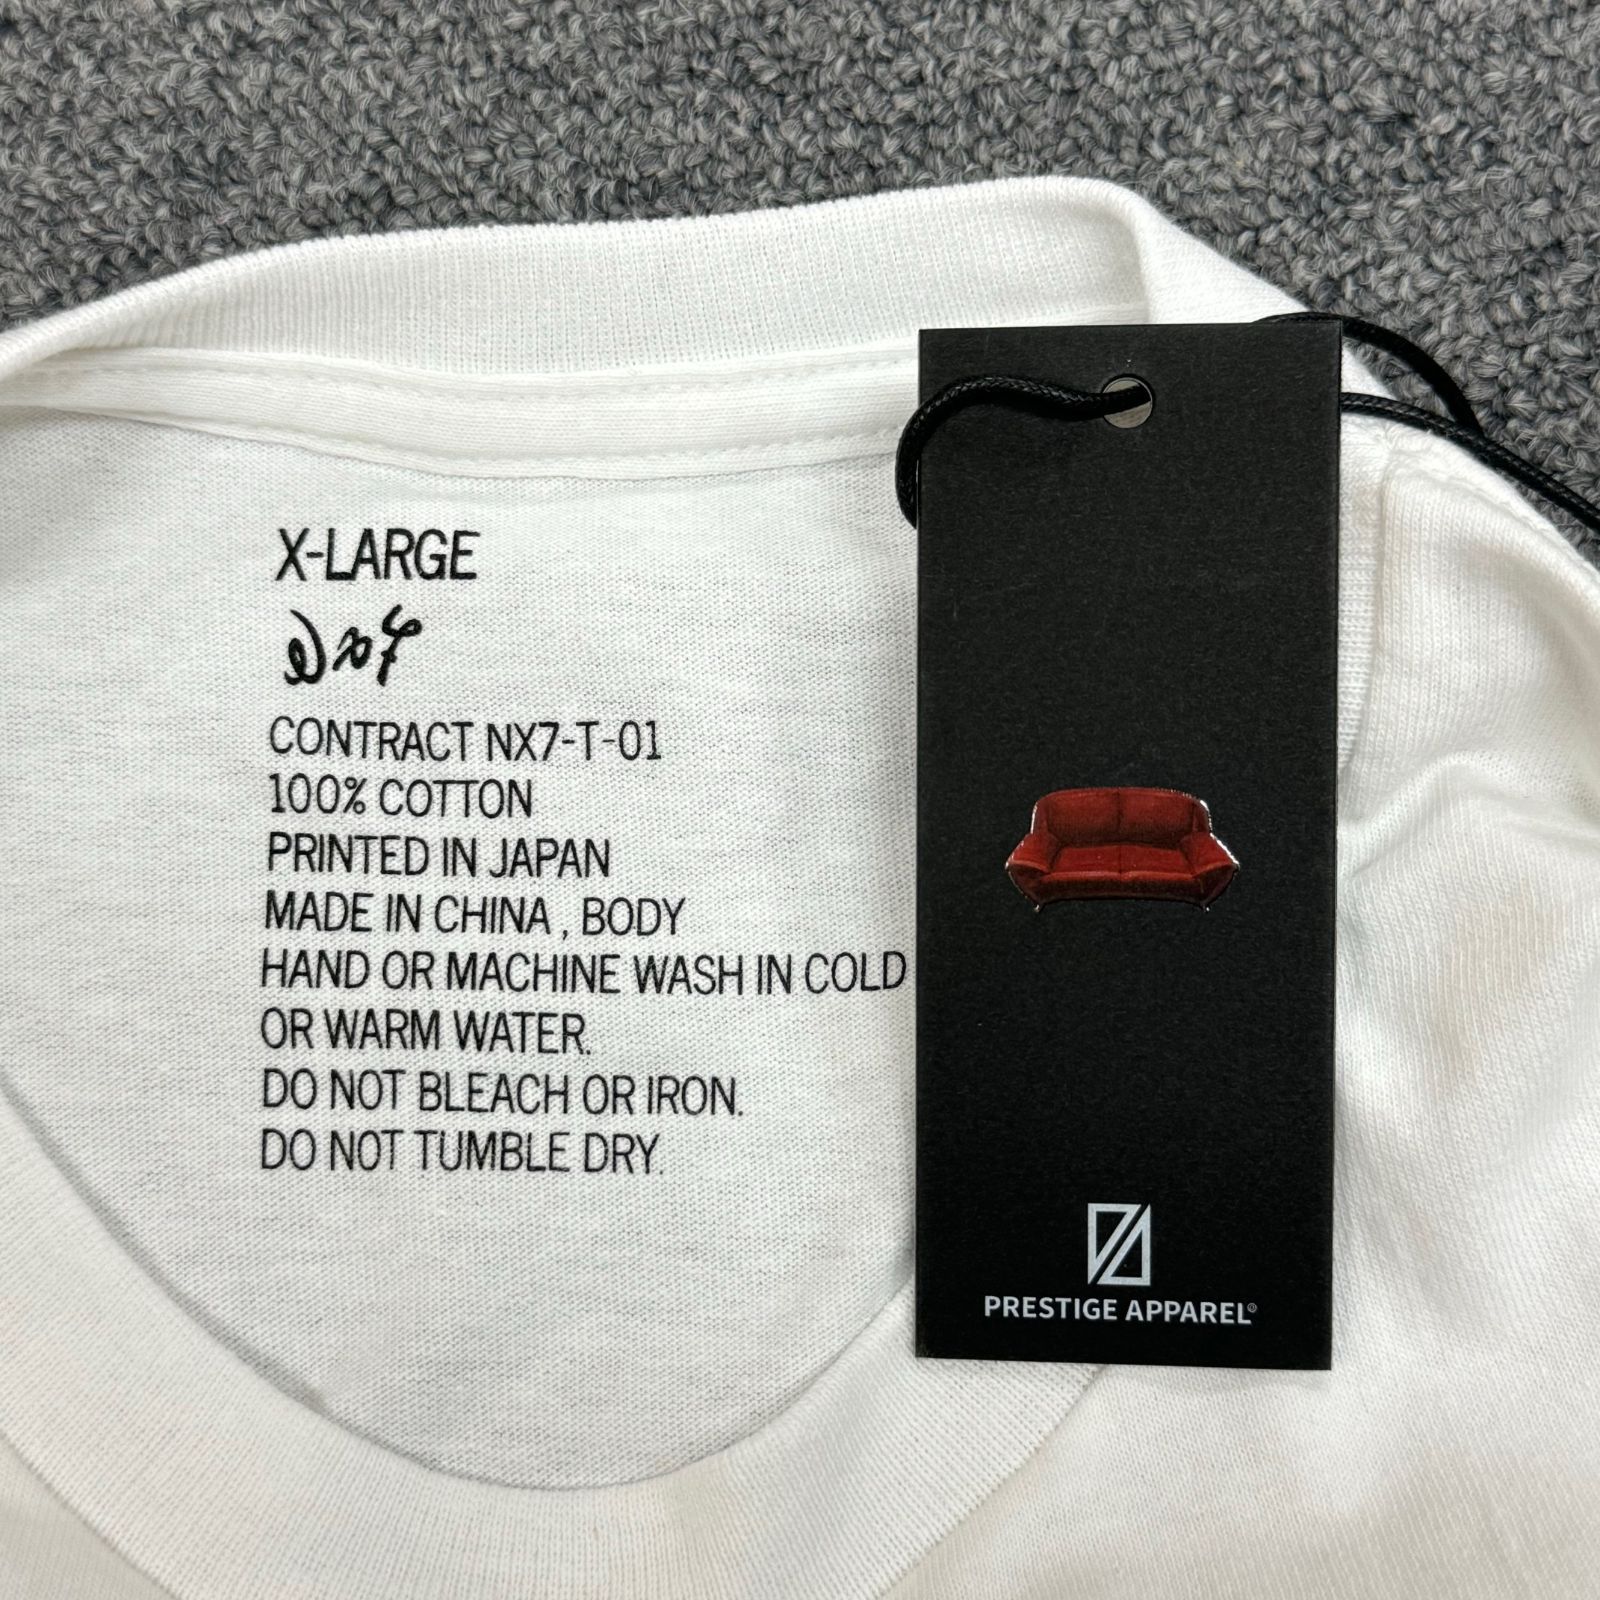 X-LARGE
CONTRACT NX7-T-01
100% COTTON
PRINTED IN JAPAN
MADE IN CHINA , BODY
HAND OR MACHINE WASH IN COLD
OR WARM WATER.
DO NOT BLEACH OR IRON.
DO NOT TUMBLE DRY.
PRESTIGE APPAREL®